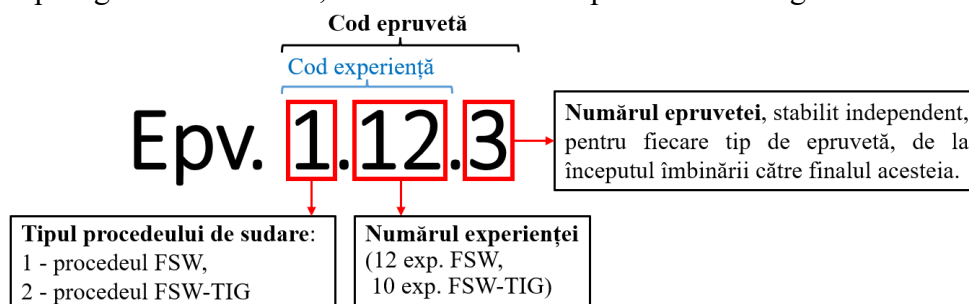 Cod epruvetă
Cod experiență
Epv. 1.12.3
Numărul epruvetei, stabilit independent,
pentru fiecare tip de epruvetă, de la
începutul îmbinării către finalul acesteia.
Tipul procedeului de sudare:
1 - procedeul FSW,
2 - procedeul FSW-TIG
Numărul experienței
(12 exp. FSW,
10 exp. FSW-TIG)